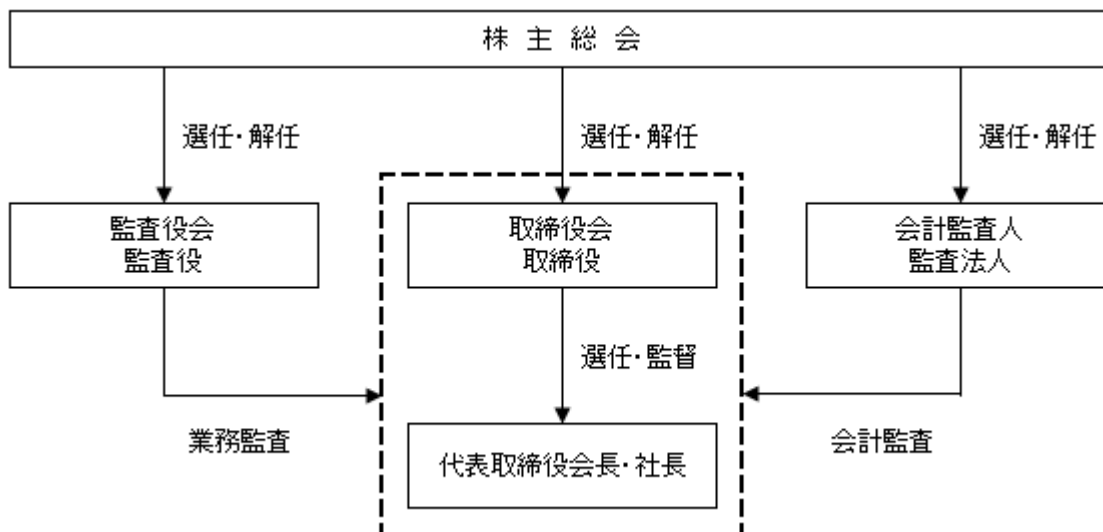 株主総会
選任・解任
選任・解任
選任・解任
監査役会
監査役
取締役会
取締役
会計監査人
監査法人
選任・監督
業務監査
会計監査
代表取締役会長・社長